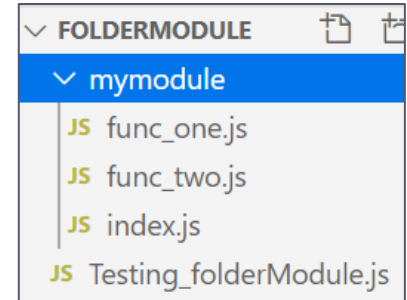 FOLDERMODULE
mymodule
JS func_one.js
JS func_two.js
JS index.js
JS Testing_folderModule.js